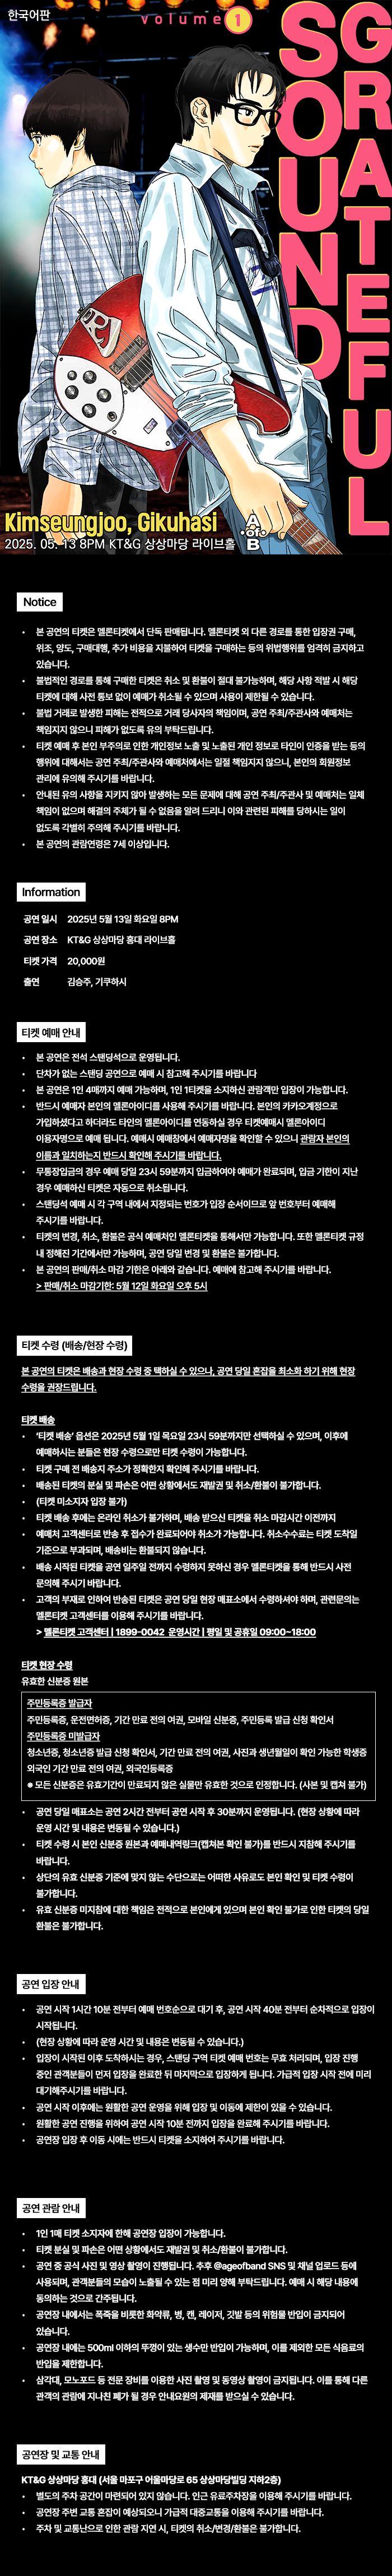 한국어판
volume 1
SOUND
GRATEFUL
Kimseungjoo, Gikuhasi
2025. 05. 13 8PM KT&G 상상마당 라이브홀
A
B
Notice
• 본 공연의 티켓은 멜론티켓에서 단독 판매됩니다. 멜론티켓 외 다른 경로를 통한 입장권 구매,
위조, 양도, 구매대행, 추가 비용을 지불하여 티켓을 구매하는 등의 위법행위를 엄격히 금지하고
있습니다.
• 불법적인 경로를 통해 구매한 티켓은 취소 및 환불이 절대 불가능하며, 해당 사항 적발 시 해당
티켓에 대해 사전 통보 없이 예매가 취소될 수 있으며 사용이 제한될 수 있습니다.
• 불법 거래로 발생한 피해는 전적으로 거래 당사자의 책임이며, 공연 주최/주관사와 예매처는
책임지지 않으니 피해가 없도록 유의 부탁드립니다.
• 티켓 예매 후 본인 부주의로 인한 개인정보 노출 및 노출된 개인 정보로 타인이 인증을 받는 등의
행위에 대해서는 공연 주최/주관사와 예매처에서는 일절 책임지지 않으니, 본인의 회원정보
관리에 유의해 주시기를 바랍니다.
• 안내된 유의 사항을 지키지 않아 발생하는 모든 문제에 대해 공연 주최/주관사 및 예매처는 일체
책임이 없으며 해결의 주체가 될 수 없음을 알려 드리니 이와 관련된 피해를 당하시는 일이
없도록 각별히 주의해 주시기를 바랍니다.
• 본 공연의 관람연령은 7세 이상입니다.
Information
공연 일시 2025년 5월 13일 화요일 8PM
공연 장소 KT&G 상상마당 홍대 라이브홀
티켓 가격 20,000원
출연 김승주, 기쿠하시
티켓 예매 안내
• 본 공연은 전석 스탠딩석으로 운영됩니다.
• 단차가 없는 스탠딩 공연으로 예매 시 참고해 주시기를 바랍니다
• 본 공연은 1인 4매까지 예매 가능하며, 1인 1티켓을 소지하신 관람객만 입장이 가능합니다.
• 반드시 예매자 본인의 멜론아이디를 사용해 주시기를 바랍니다. 본인의 카카오계정으로
가입하셨다고 하더라도 타인의 멜론아이디를 연동하실 경우 티켓예매시 멜론아이디
이용자명으로 예매 됩니다. 예매시 예매창에서 예매자명을 확인할 수 있으니 관람자 본인의
이름과 일치하는지 반드시 확인해 주시기를 바랍니다.
• 무통장입금의 경우 예매 당일 23시 59분까지 입금하여야 예매가 완료되며, 입금 기한이 지난
경우 예매하신 티켓은 자동으로 취소됩니다.
• 스탠딩석 예매 시 각 구역 내에서 지정되는 번호가 입장 순서이므로 앞 번호부터 예매해
주시기를 바랍니다.
• 티켓의 변경, 취소, 환불은 공식 예매처인 멜론티켓을 통해서만 가능합니다. 또한 멜론티켓 규정
내 정해진 기간에서만 가능하며, 공연 당일 변경 및 환불은 불가합니다.
• 본 공연의 판매/취소 마감 기한은 아래와 같습니다. 예매에 참고해 주시기를 바랍니다.
> 판매/취소 마감기한: 5월 12일 화요일 오후 5시
티켓 수령 (배송/현장 수령)
본 공연의 티켓은 배송과 현장 수령 중 택하실 수 있으나, 공연 당일 혼잡을 최소화 하기 위해 현장
수령을 권장드립니다.
티켓 배송
• ‘티켓 배송’ 옵션은 2025년 5월 1일 목요일 23시 59분까지만 선택하실 수 있으며, 이후에
예매하시는 분들은 현장 수령으로만 티켓 수령이 가능합니다.
• 티켓 구매 전 배송지 주소가 정확한지 확인해 주시기를 바랍니다.
• 배송된 티켓의 분실 및 파손은 어떤 상황에서도 재발권 및 취소/환불이 불가합니다.
• (티켓 미소지자 입장 불가)
• 티켓 배송 후에는 온라인 취소가 불가하며, 배송 받으신 티켓을 취소 마감시간 이전까지
• 예매처 고객센터로 반송 후 접수가 완료되어야 취소가 가능합니다. 취소수수료는 티켓 도착일
기준으로 부과되며, 배송비는 환불되지 않습니다.
• 배송 시작된 티켓을 공연 일주일 전까지 수령하지 못하신 경우 멜론티켓을 통해 반드시 사전
문의해 주시기 바랍니다.
• 고객의 부재로 인하여 반송된 티켓은 공연 당일 현장 매표소에서 수령하셔야 하며, 관련문의는
멜론티켓 고객센터를 이용해 주시기를 바랍니다.
> 멜론티켓 고객센터 | 1899-0042 운영시간 | 평일 및 공휴일 09:00~18:00
티켓 현장 수령
유효한 신분증 원본
주민등록증 발급자
주민등록증, 운전면허증, 기간 만료 전의 여권, 모바일 신분증, 주민등록 발급 신청 확인서
주민등록증 미발급자
청소년증, 청소년증 발급 신청 확인서, 기간 만료 전의 여권, 사진과 생년월일이 확인 가능한 학생증
외국인 기간 만료 전의 여권, 외국인등록증
※ 모든 신분증은 유효기간이 만료되지 않은 실물만 유효한 것으로 인정합니다. (사본 및 캡쳐 불가)
• 공연 당일 매표소는 공연 2시간 전부터 공연 시작 후 30분까지 운영됩니다. (현장 상황에 따라
운영 시간 및 내용은 변동될 수 있습니다.)
• 티켓 수령 시 본인 신분증 원본과 예매내역링크(캡쳐본 확인 불가)를 반드시 지참해 주시기를
바랍니다.
• 상단의 유효 신분증 기준에 맞지 않는 수단으로는 어떠한 사유로도 본인 확인 및 티켓 수령이
불가합니다.
• 유효 신분증 미지참에 대한 책임은 전적으로 본인에게 있으며 본인 확인 불가로 인한 티켓의 당일
환불은 불가합니다.
공연 입장 안내
• 공연 시작 1시간 10분 전부터 예매 번호순으로 대기 후, 공연 시작 40분 전부터 순차적으로 입장이
시작됩니다.
• (현장 상황에 따라 운영 시간 및 내용은 변동될 수 있습니다.)
• 입장이 시작된 이후 도착하시는 경우, 스탠딩 구역 티켓 예매 번호는 무효 처리되며, 입장 진행
중인 관객분들이 먼저 입장을 완료한 뒤 마지막으로 입장하게 됩니다. 가급적 입장 시작 전에 미리
대기해주시기를 바랍니다.
• 공연 시작 이후에는 원활한 공연 운영을 위해 입장 및 이동에 제한이 있을 수 있습니다.
• 원활한 공연 진행을 위하여 공연 시작 10분 전까지 입장을 완료해 주시기를 바랍니다.
• 공연장 입장 후 이동 시에는 반드시 티켓을 소지하여 주시기를 바랍니다.
공연 관람 안내
• 1인 1매 티켓 소지자에 한해 공연장 입장이 가능합니다.
• 티켓 분실 및 파손은 어떤 상황에서도 재발권 및 취소/환불이 불가합니다.
• 공연 중 공식 사진 및 영상 촬영이 진행됩니다. 추후 @ageofband SNS 및 채널 업로드 등에
사용되며, 관객분들의 모습이 노출될 수 있는 점 미리 양해 부탁드립니다. 예매 시 해당 내용에
동의하는 것으로 간주됩니다.
• 공연장 내에서는 폭죽을 비롯한 화약류, 병, 캔, 레이저, 깃발 등의 위험물 반입이 금지되어
있습니다.
• 공연장 내에는 500ml 이하의 뚜껑이 있는 생수만 반입이 가능하며, 이를 제외한 모든 식음료의
반입을 제한합니다.
• 삼각대, 모노포드 등 전문 장비를 이용한 사진 촬영 및 동영상 촬영이 금지됩니다. 이를 통해 다른
관객의 관람에 지나친 폐가 될 경우 안내요원의 제재를 받으실 수 있습니다.
공연장 및 교통 안내
KT&G 상상마당 홍대 (서울 마포구 어울마당로 65 상상마당빌딩 지하2층)
• 별도의 주차 공간이 마련되어 있지 않습니다. 인근 유료주차장을 이용해 주시기를 바랍니다.
• 공연장 주변 교통 혼잡이 예상되오니 가급적 대중교통을 이용해 주시기를 바랍니다.
• 주차 및 교통난으로 인한 관람 지연 시, 티켓의 취소/변경/환불은 불가합니다.